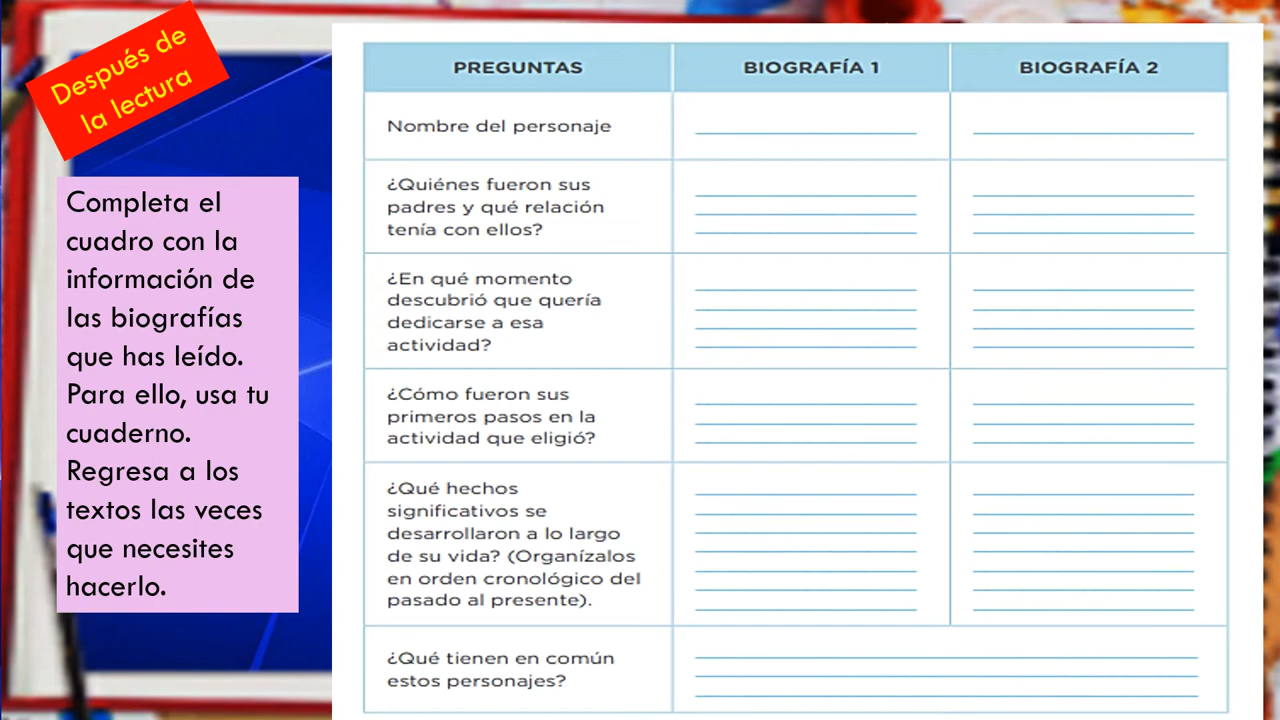 Después de
la lectura
Completa el
cuadro con la
información de
las biografías
que has leído.
Para ello, usa tu
cuaderno.
Regresa a los
textos las veces
que necesites
hacerlo.
PREGUNTAS BIOGRAFÍA 1 BIOGRAFÍA 2
Nombre del personaje
¿Quiénes fueron sus
padres y qué relación
tenía con ellos?
¿En qué momento
descubrió que quería
dedicarse a esa
actividad?
¿Cómo fueron sus
primeros pasos en la
actividad que eligió?
¿Qué hechos
significativos se
desarrollaron a lo largo
de su vida? (Organízalos
en orden cronológico del
pasado al presente).
¿Qué tienen en común
estos personajes?